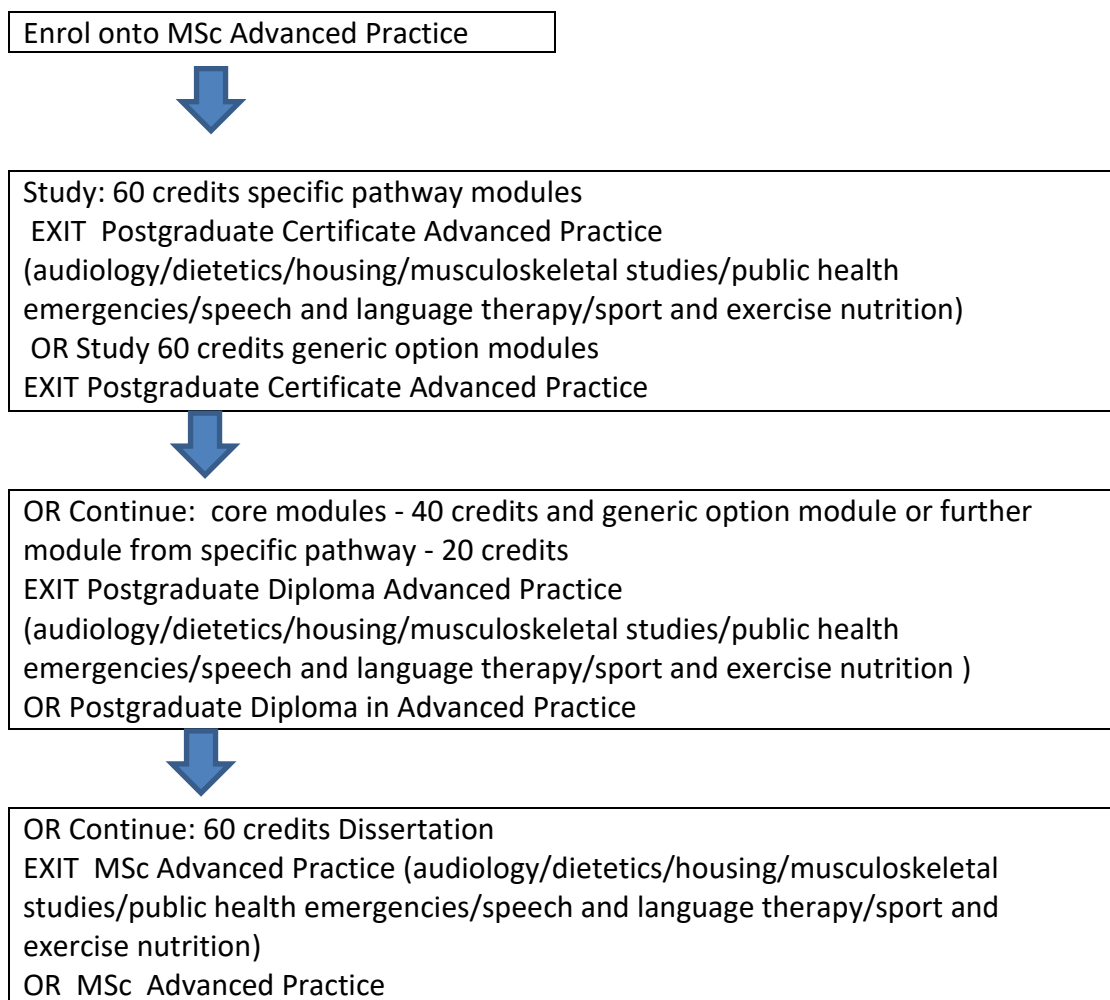 Enrol onto MSc Advanced Practice
Study: 60 credits specific pathway modules
EXIT  Postgraduate Certificate Advanced Practice
(audiology/dietetics/housing/musculoskeletal studies/public health
emergencies/speech and language therapy/sport and exercise nutrition)
OR Study 60 credits generic option modules
EXIT Postgraduate Certificate Advanced Practice
OR Continue:  core modules - 40 credits and generic option module or further
module from specific pathway - 20 credits
EXIT Postgraduate Diploma Advanced Practice
(audiology/dietetics/housing/musculoskeletal studies/public health
emergencies/speech and language therapy/sport and exercise nutrition )
OR Postgraduate Diploma in Advanced Practice
OR Continue: 60 credits Dissertation
EXIT  MSc Advanced Practice (audiology/dietetics/housing/musculoskeletal
studies/public health emergencies/speech and language therapy/sport and
exercise nutrition)
OR  MSc  Advanced Practice